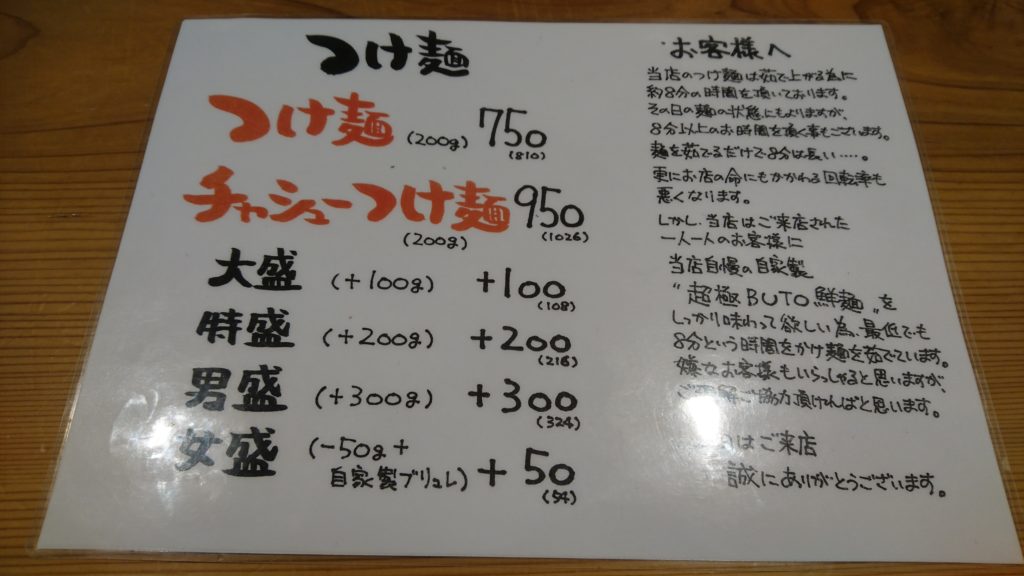 つけ麺
つけ麺 (200g) 750
(810)
チャシューつけ麺 950
(200g) (1026)
大盛 (+100g) +100
(108)
特盛 (+200g) +200
(216)
男盛 (+300g) +300
(324)
女盛 (-50g+
自家製ブリュレ) +50
(54)
お客様へ
当店のつけ麺は茹で上がる為に
約8分の時間を頂いております。
その日の麺の状態にもよりますが、
8分以上のお時間を頂く事もございます。
麺を茹でるだけで8分は長い‥‥。
更にお店の命にもかかわる回転率も
悪くなります。
しかし、当店はご来店された
一人一人のお客様に
当店自慢の自家製
"超極BUTO鮮麺"を
しっかり味わって欲しい為、最低でも
8分という時間をかけ麺を茹でています。
嫌なお客様もいらっしゃると思いますが、
ご理解ご協力頂ければと思います。
日はご来店
誠にありがとうございます。